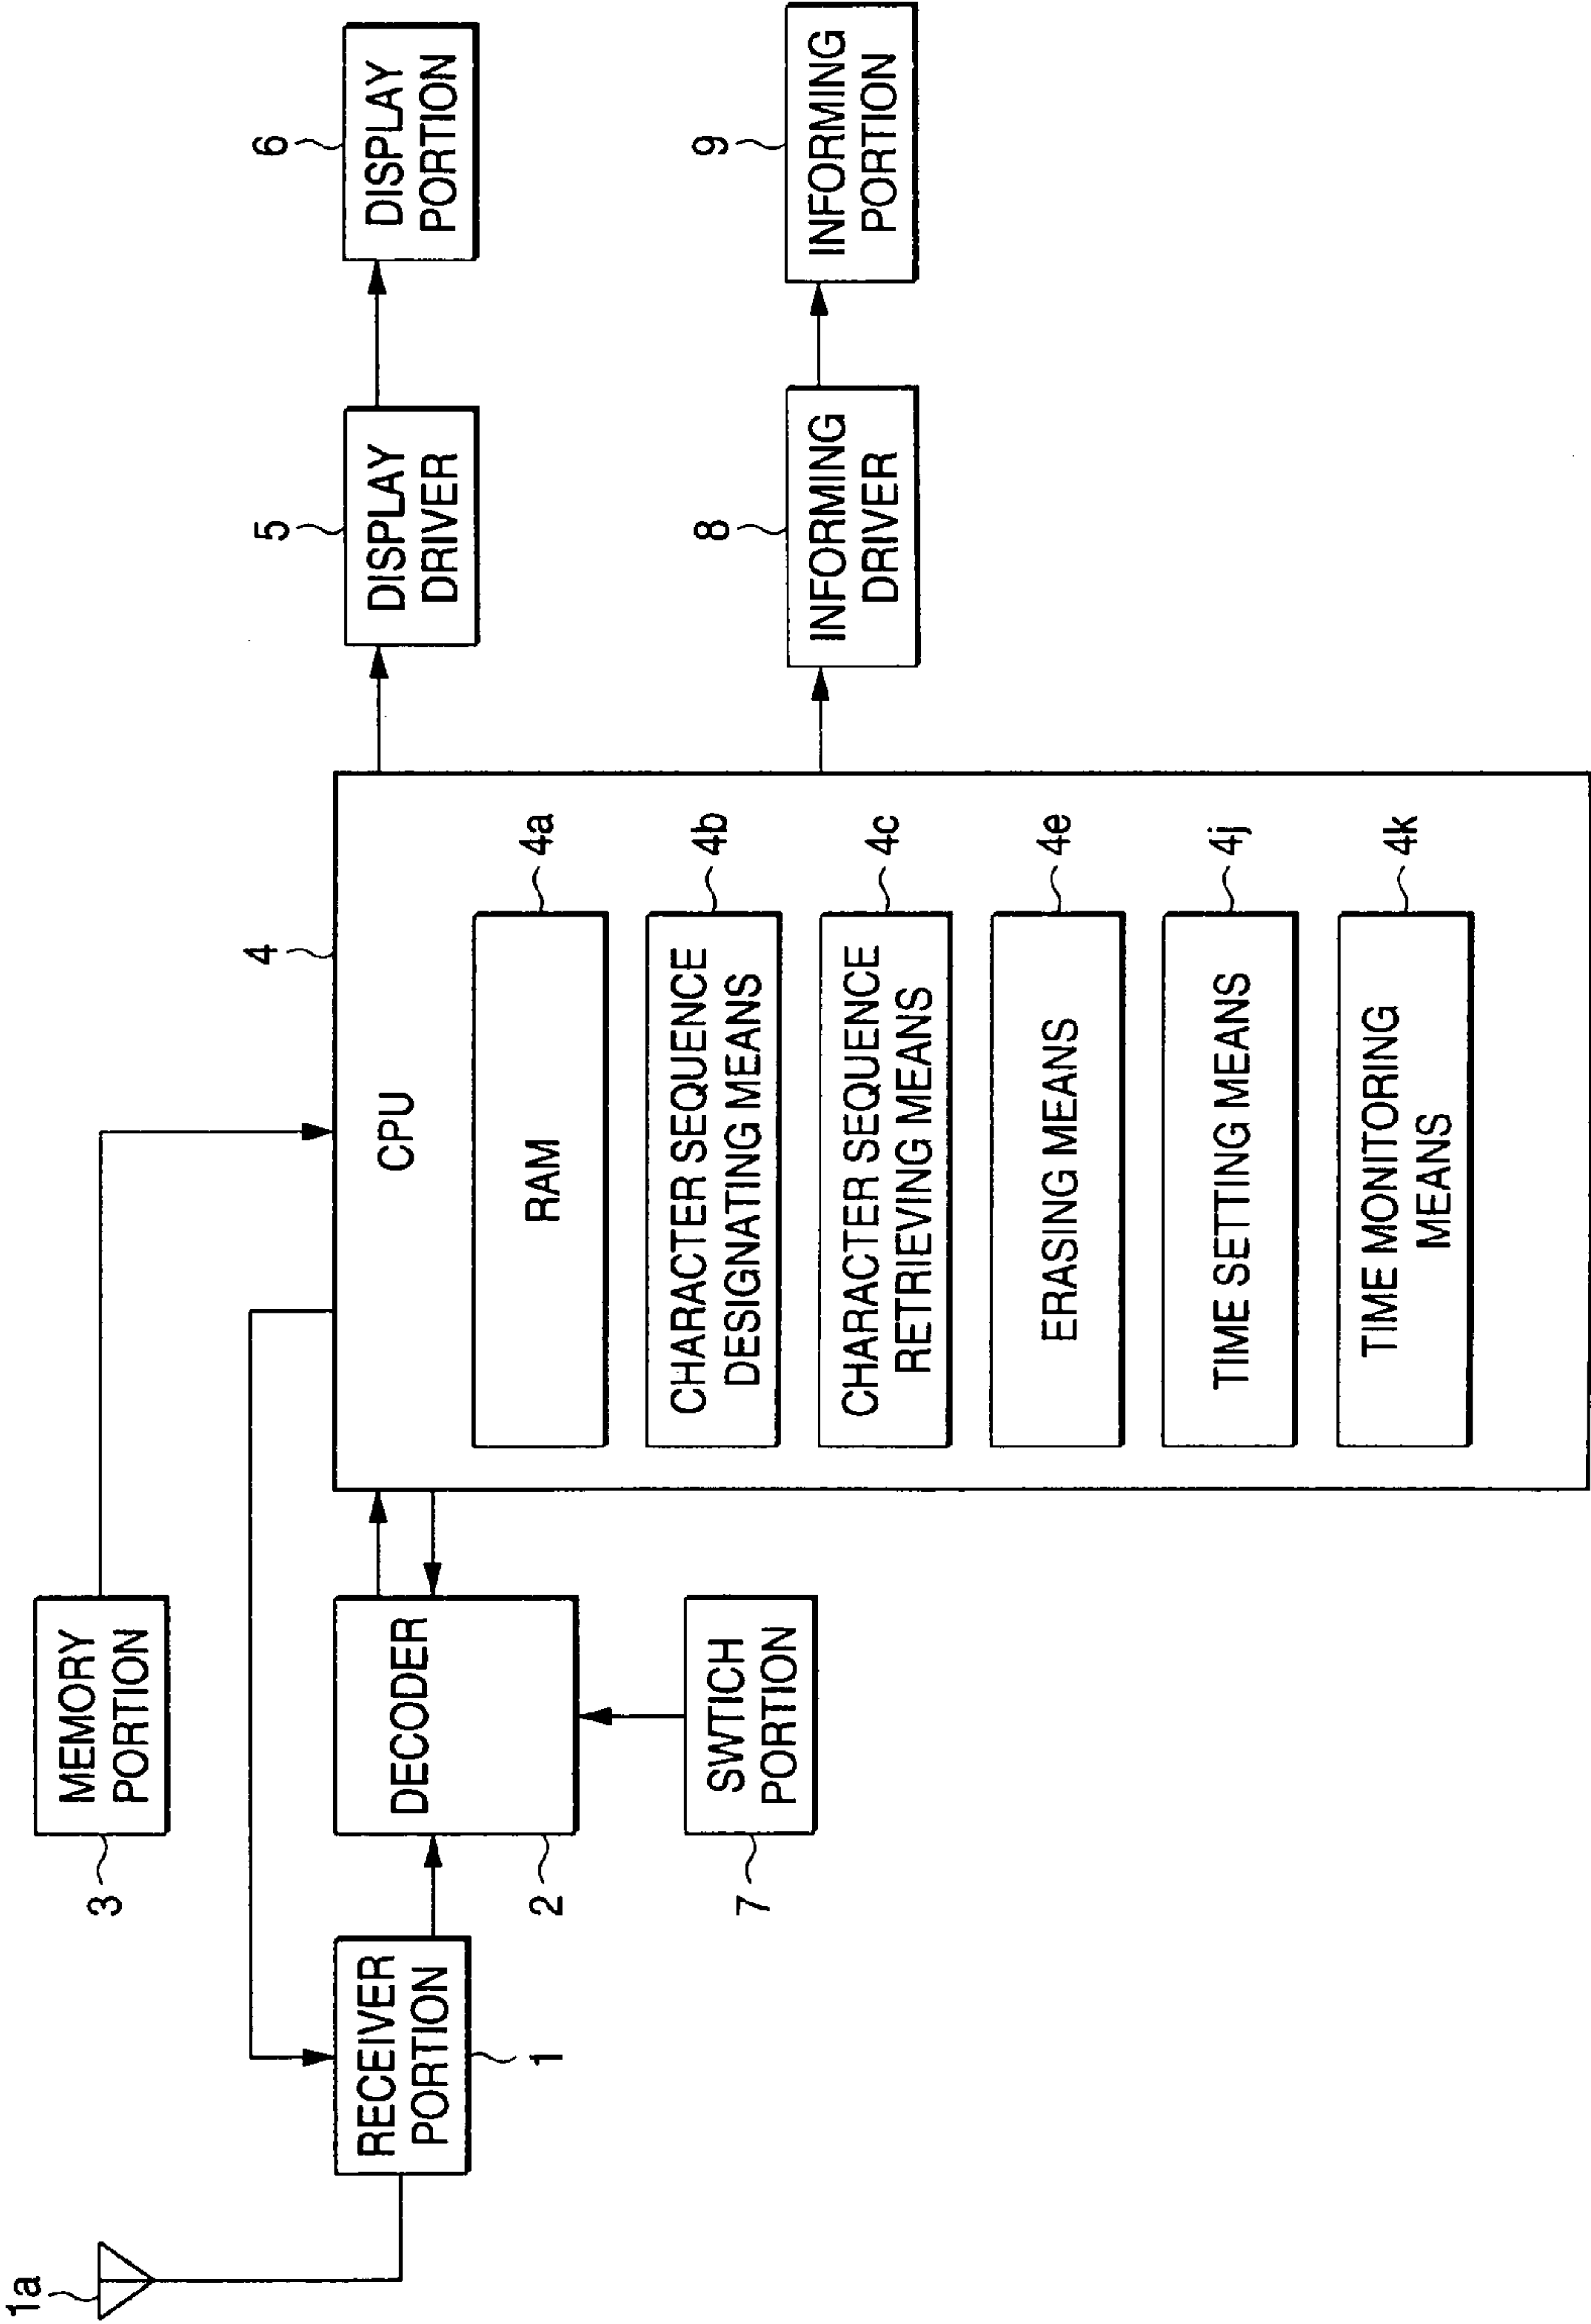 1a
RECEIVER
PORTION
1
3
MEMORY
PORTION
DECODER
2
SWTICH
PORTION
7
4
CPU
RAM
4a
CHARACTER SEQUENCE
DESIGNATING MEANS
4b
CHARACTER SEQUENCE
RETRIEVING MEANS
4c
ERASING MEANS
4e
TIME SETTING MEANS
4j
TIME MONITORING
MEANS
4k
5
DISPLAY
DRIVER
6
DISPLAY
PORTION
8
INFORMING
DRIVER
9
INFORMING
PORTION